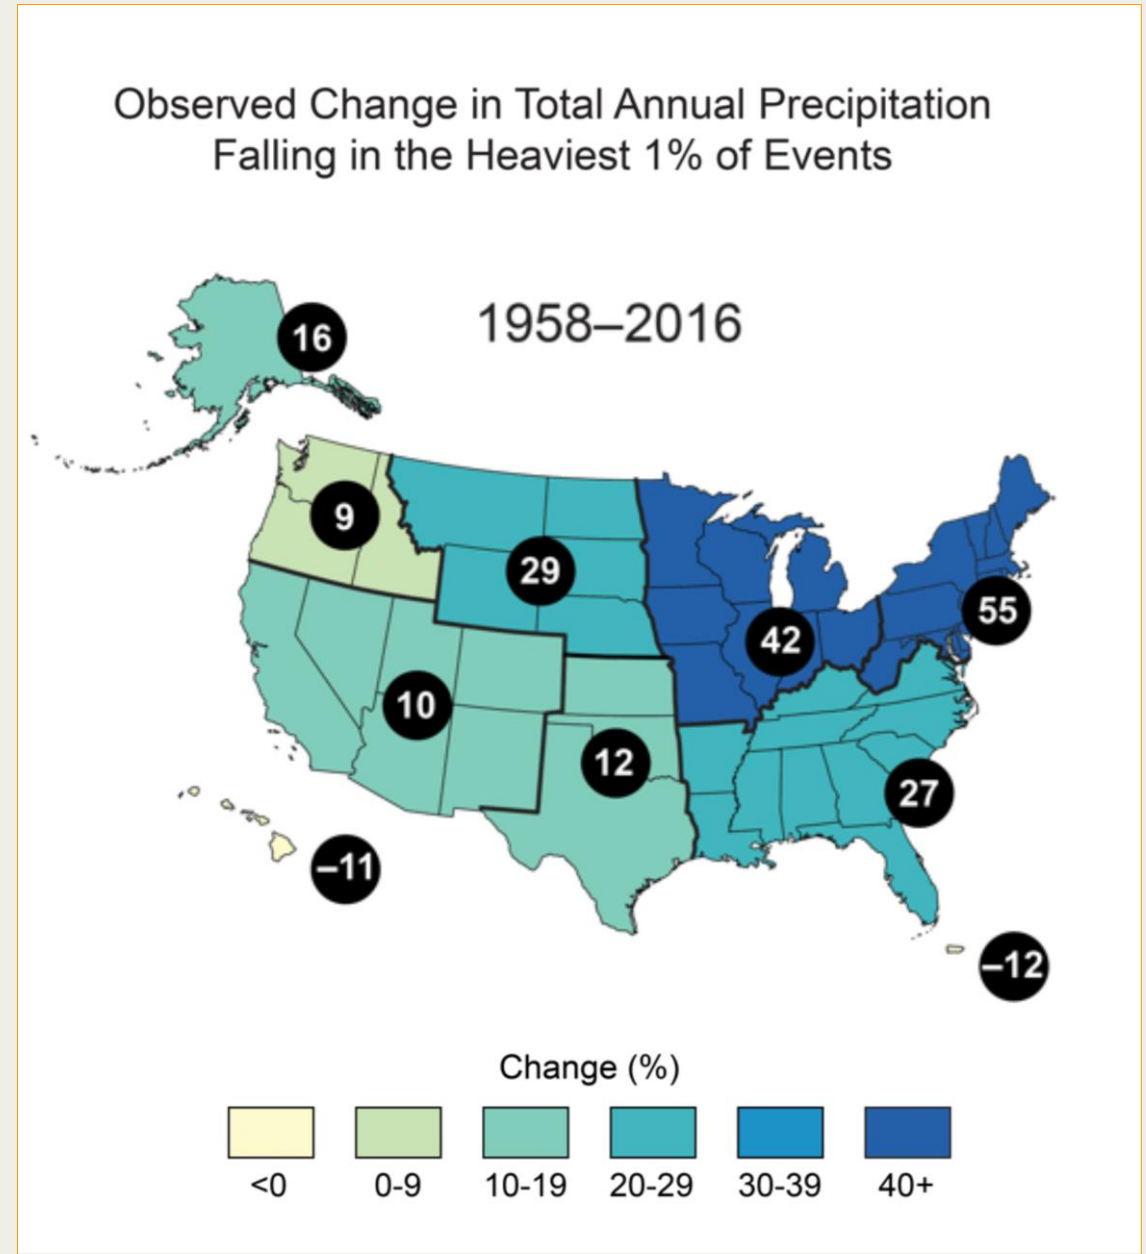 Observed Change in Total Annual Precipitation
Falling in the Heaviest 1% of Events
1958–2016
16
9
29
42
55
10
12
27
–11
–12
Change (%)
<0 0-9 10-19 20-29 30-39 40+